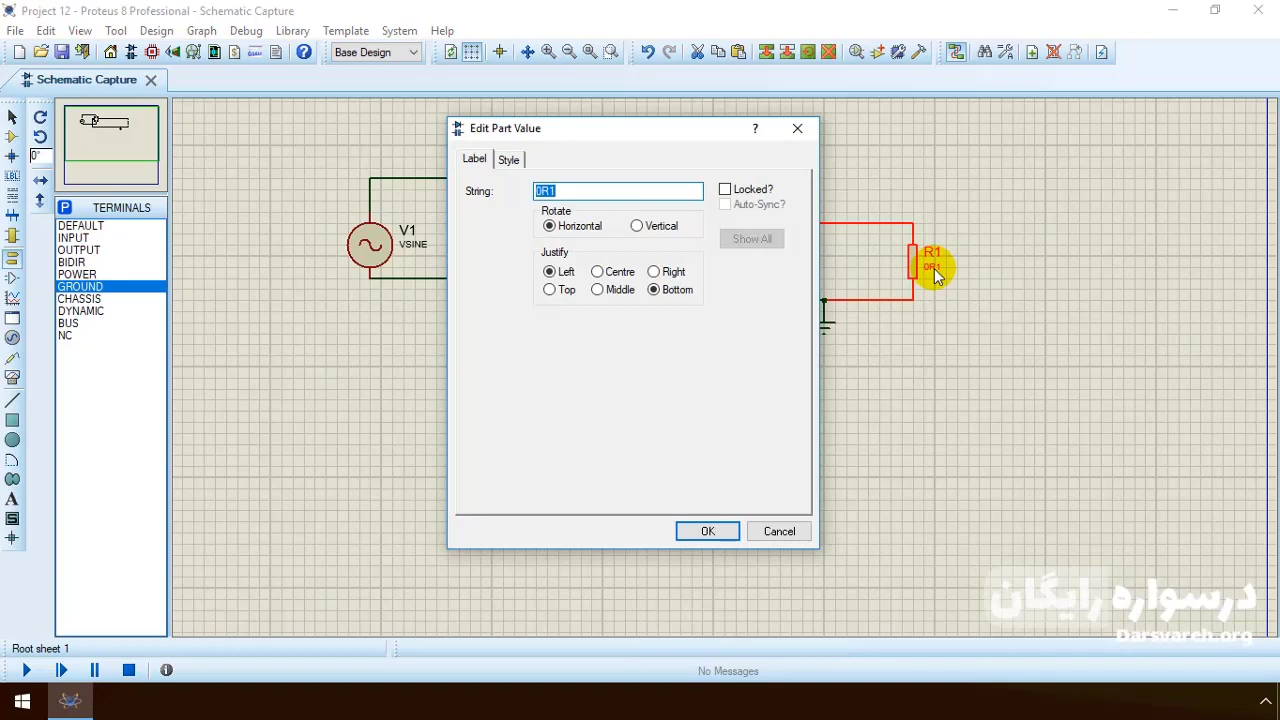 Project 12 - Proteus 8 Professional - Schematic Capture
File Edit View Tool Design Graph Debug Library Template System Help
Base Design
Schematic Capture
0°
LBL
P TERMINALS
DEFAULT
INPUT
OUTPUT
BIDIR
POWER
GROUND
CHASSIS
DYNAMIC
BUS
NC
V1
VSINE
Edit Part Value
Label Style
String: 0R1
Locked?
Auto-Sync?
Show All
Rotate
Horizontal Vertical
Justify
Left Centre Right
Top Middle Bottom
OK Cancel
R1
0R1
درسواره رایگان
Darsvareh.org
Root sheet 1
No Messages